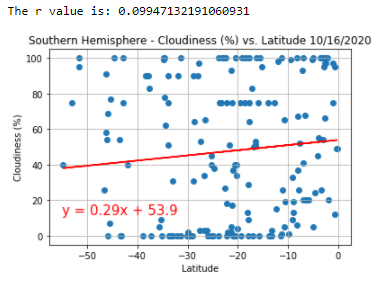 The r value is: 0.09947132191060931
Southern Hemisphere - Cloudiness (%) vs. Latitude 10/16/2020
100
80
60
40
20
0
Cloudiness (%)
y = 0.29x + 53.9
−50 −40 −30 −20 −10 0
Latitude